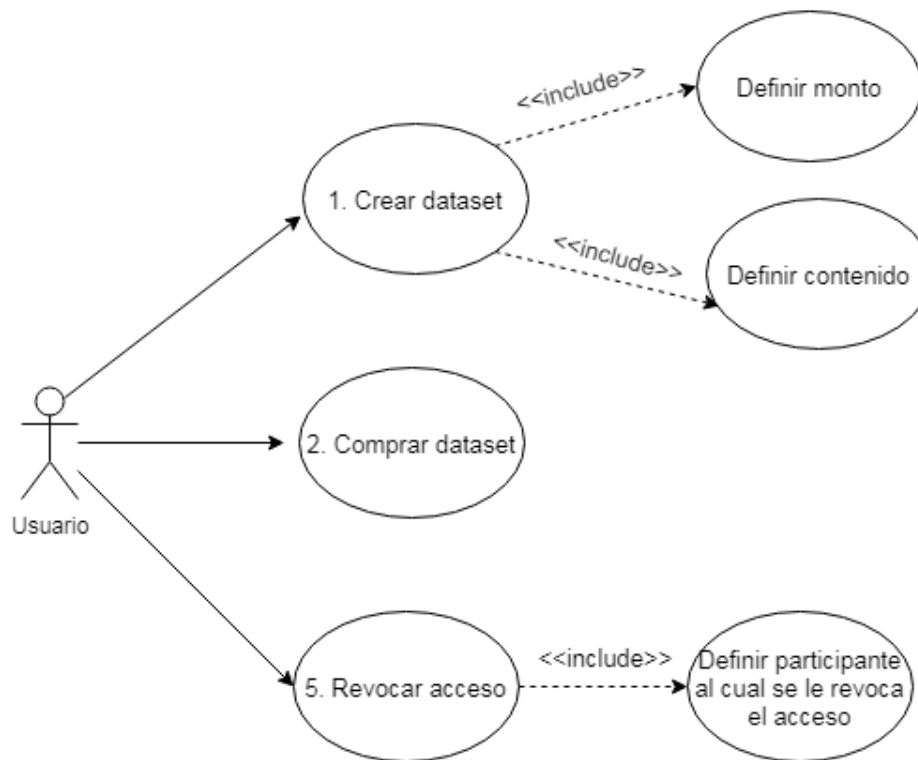 <<include>>
Definir monto
1. Crear dataset
<<include>>
Definir contenido
2. Comprar dataset
Usuario
5. Revocar acceso
<<include>>
Definir participante
al cual se le revoca
el acceso